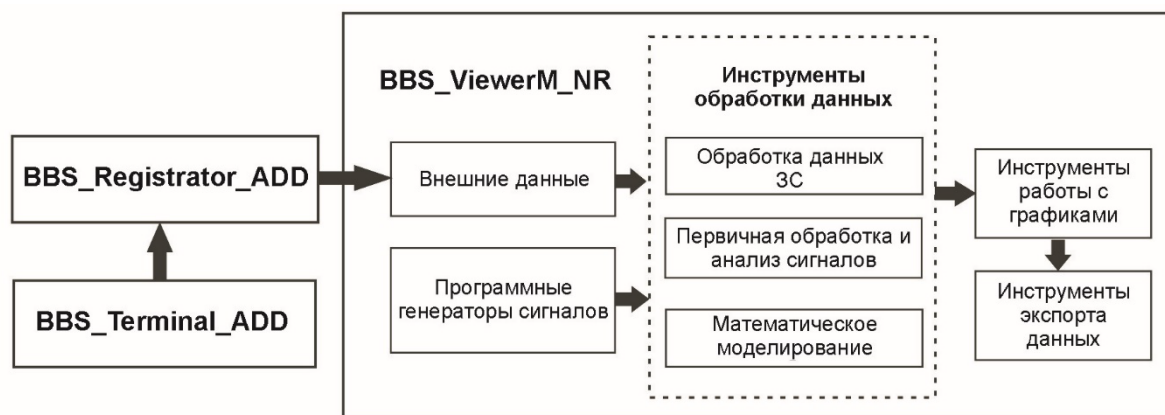 BBS_ViewerM_NR
Инструменты
обработки данных
BBS_Registrator_ADD
BBS_Terminal_ADD
Внешние данные
Программные
генераторы сигналов
Обработка данных
ЗС
Первичная обработка и
анализ сигналов
Математическое
моделирование
Инструменты
работы с
графиками
Инструменты
экспорта
данных